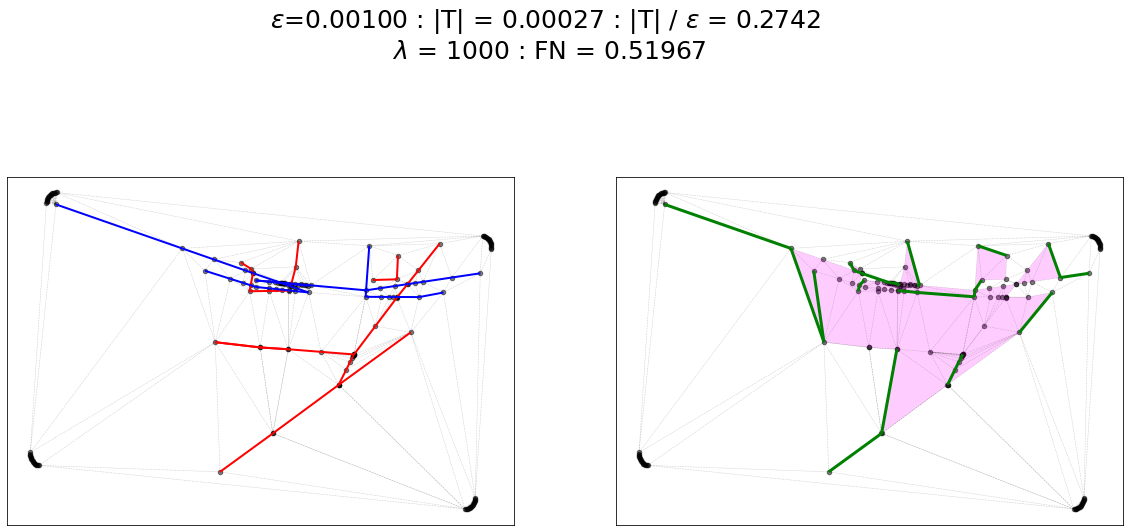 ε=0.00100 : |T| = 0.00027 : |T| / ε = 0.2742
λ = 1000 : FN = 0.51967